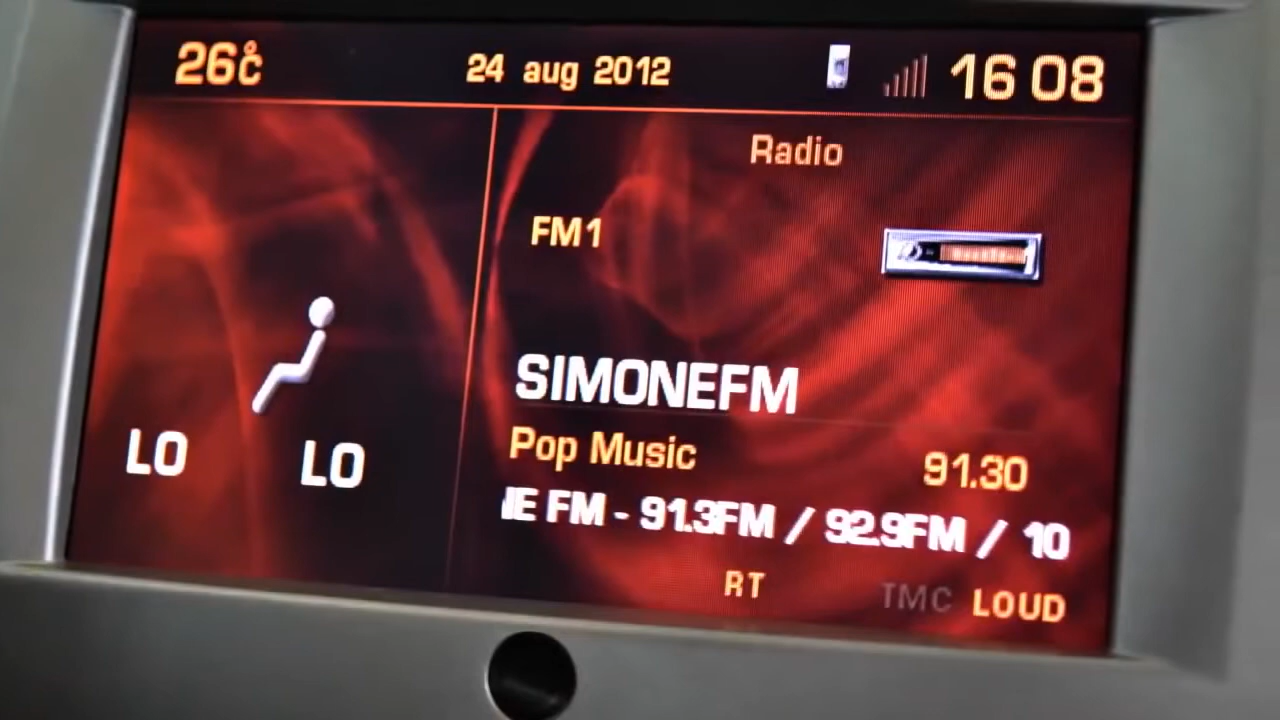 26°C
24 aug 2012
16 08
Radio
FM1
SIMONEFM
Pop Music
91.30
LO
LO
E FM - 91.3FM / 92.9FM / 10
RT
TMC
LOUD